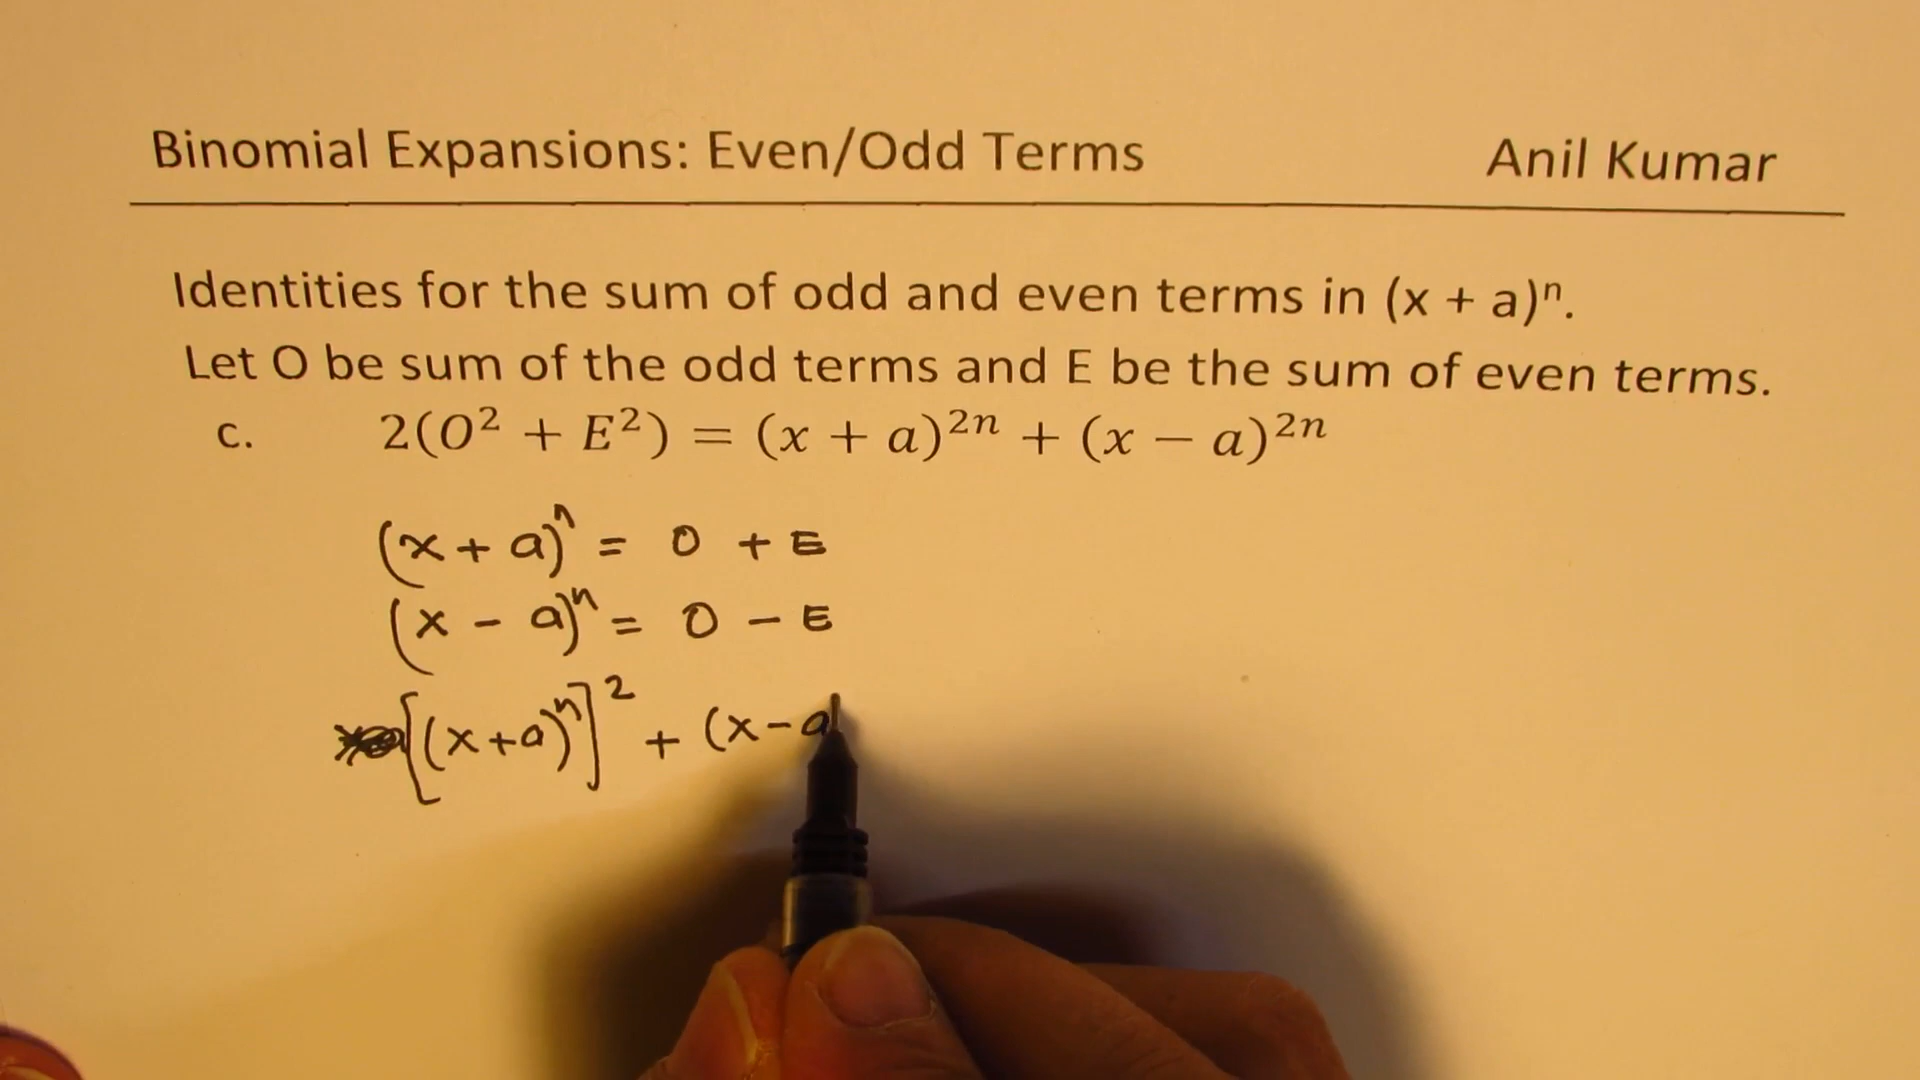 Binomial Expansions: Even/Odd Terms Anil Kumar
Identities for the sum of odd and even terms in (x + a)ⁿ.
Let O be sum of the odd terms and E be the sum of even terms.
c. 2(O² + E²) = (x + a)²ⁿ + (x − a)²ⁿ
(x + a)ⁿ = O + E
(x − a)ⁿ = O − E
[(x+a)ⁿ]² + (x−a